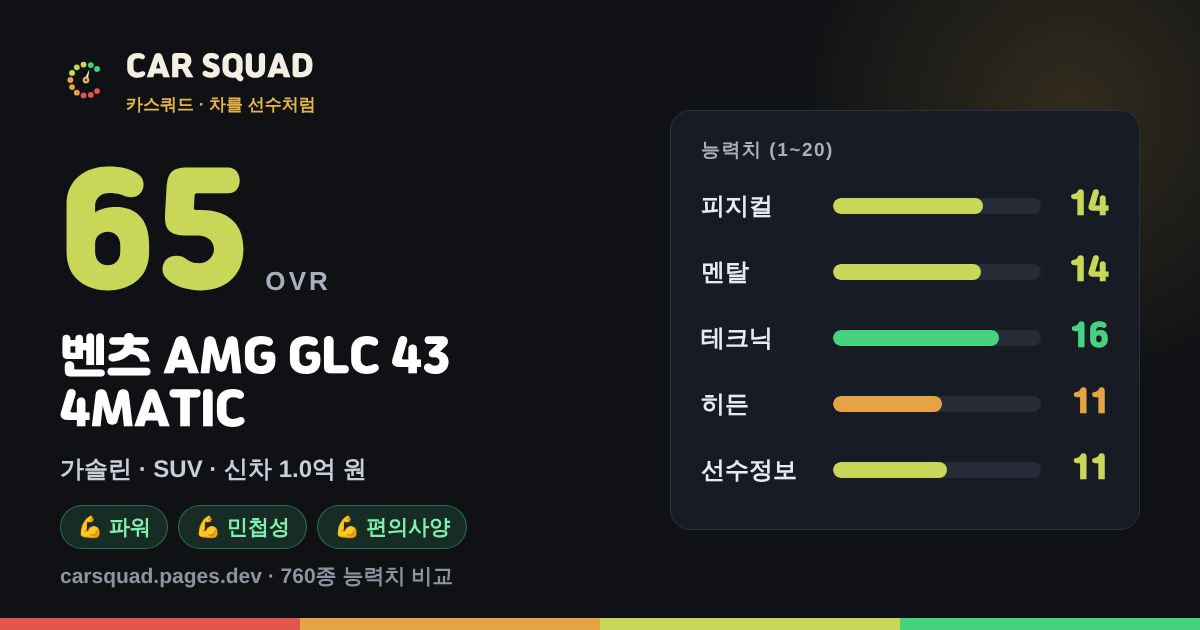 CAR SQUAD
카스쿼드 · 차를 선수처럼
65 OVR
벤츠 AMG GLC 43
4MATIC
가솔린 · SUV · 신차 1.0억 원
💪 파워 💪 민첩성 💪 편의사양
carsquad.pages.dev · 760종 능력치 비교
능력치 (1~20)
피지컬 14
멘탈 14
테크닉 16
히든 11
선수정보 11